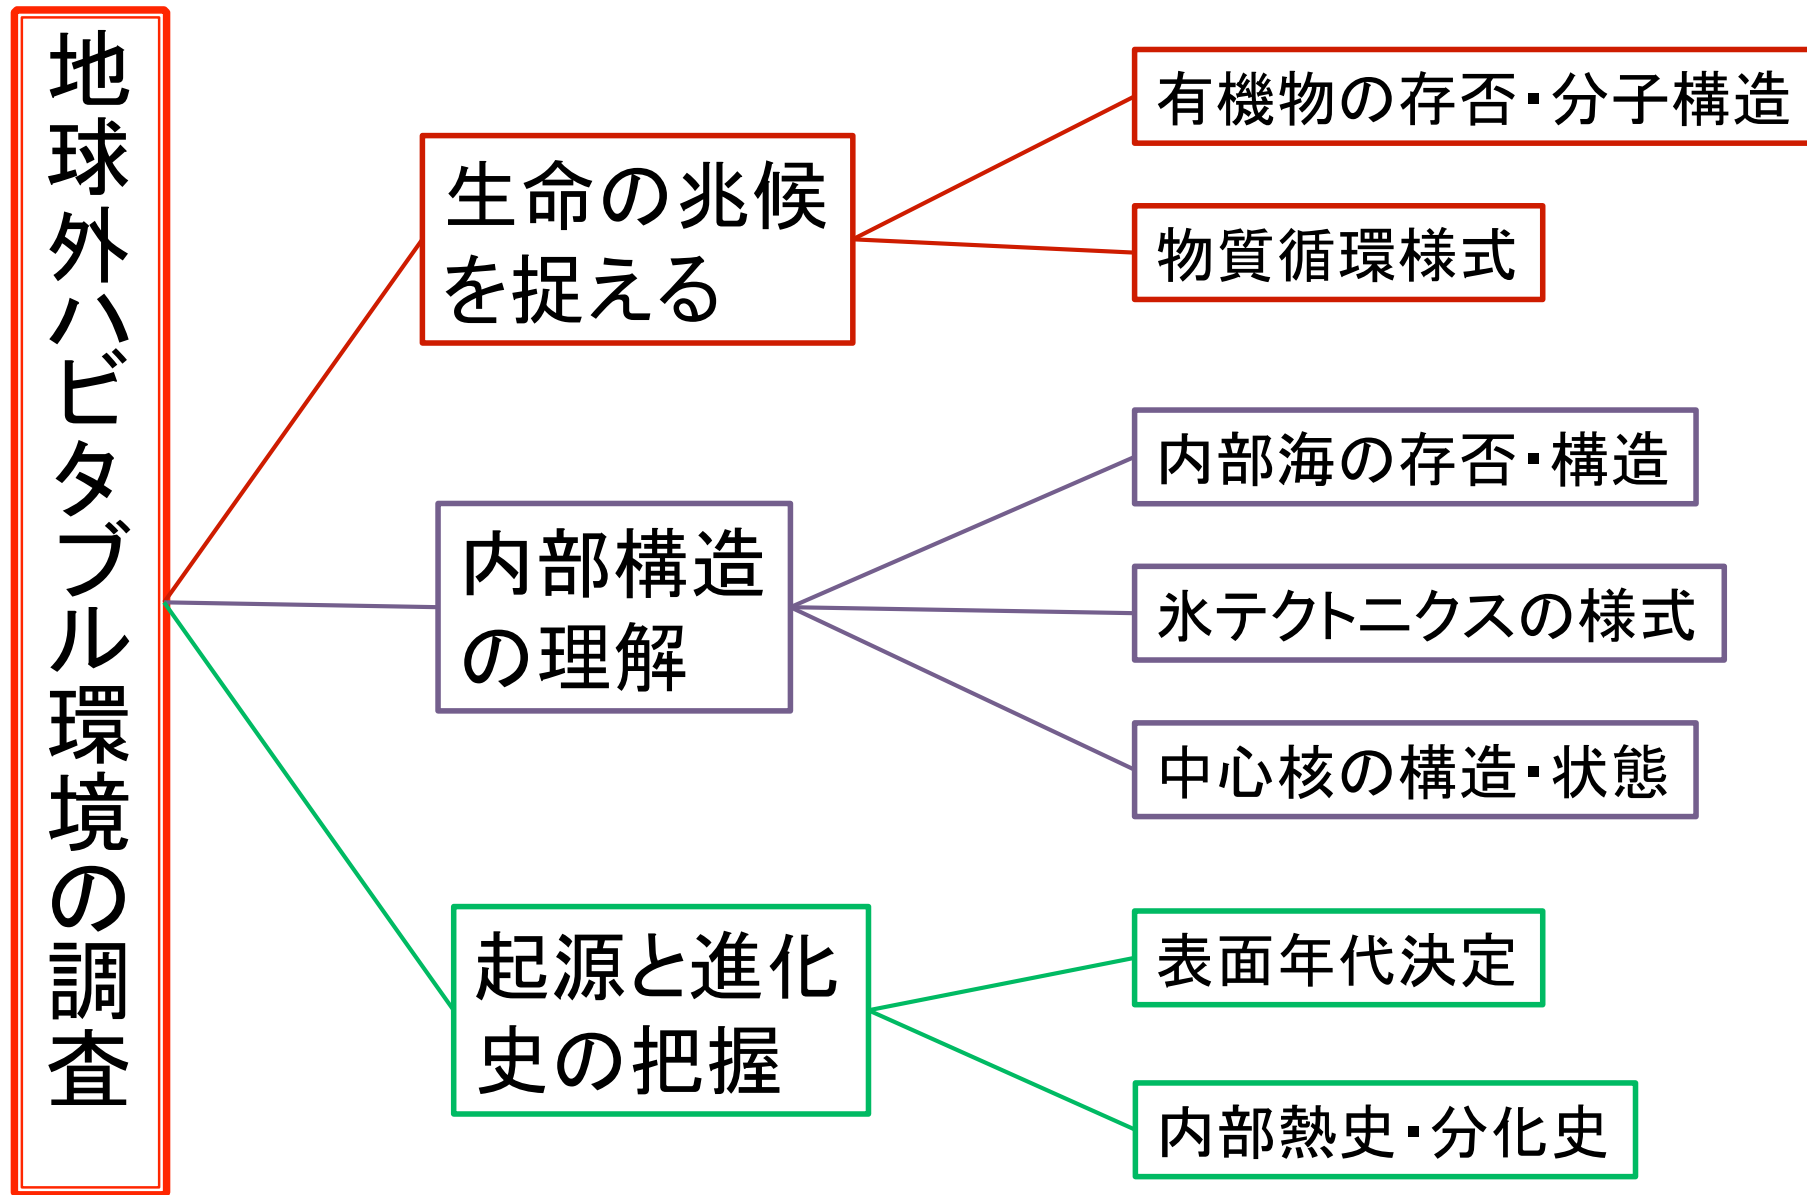 地球外ハビタブル環境の調査
生命の兆候
を捉える
有機物の存否・分子構造
物質循環様式
内部構造
の理解
内部海の存否・構造
氷テクトニクスの様式
中心核の構造・状態
起源と進化
史の把握
表面年代決定
内部熱史・分化史